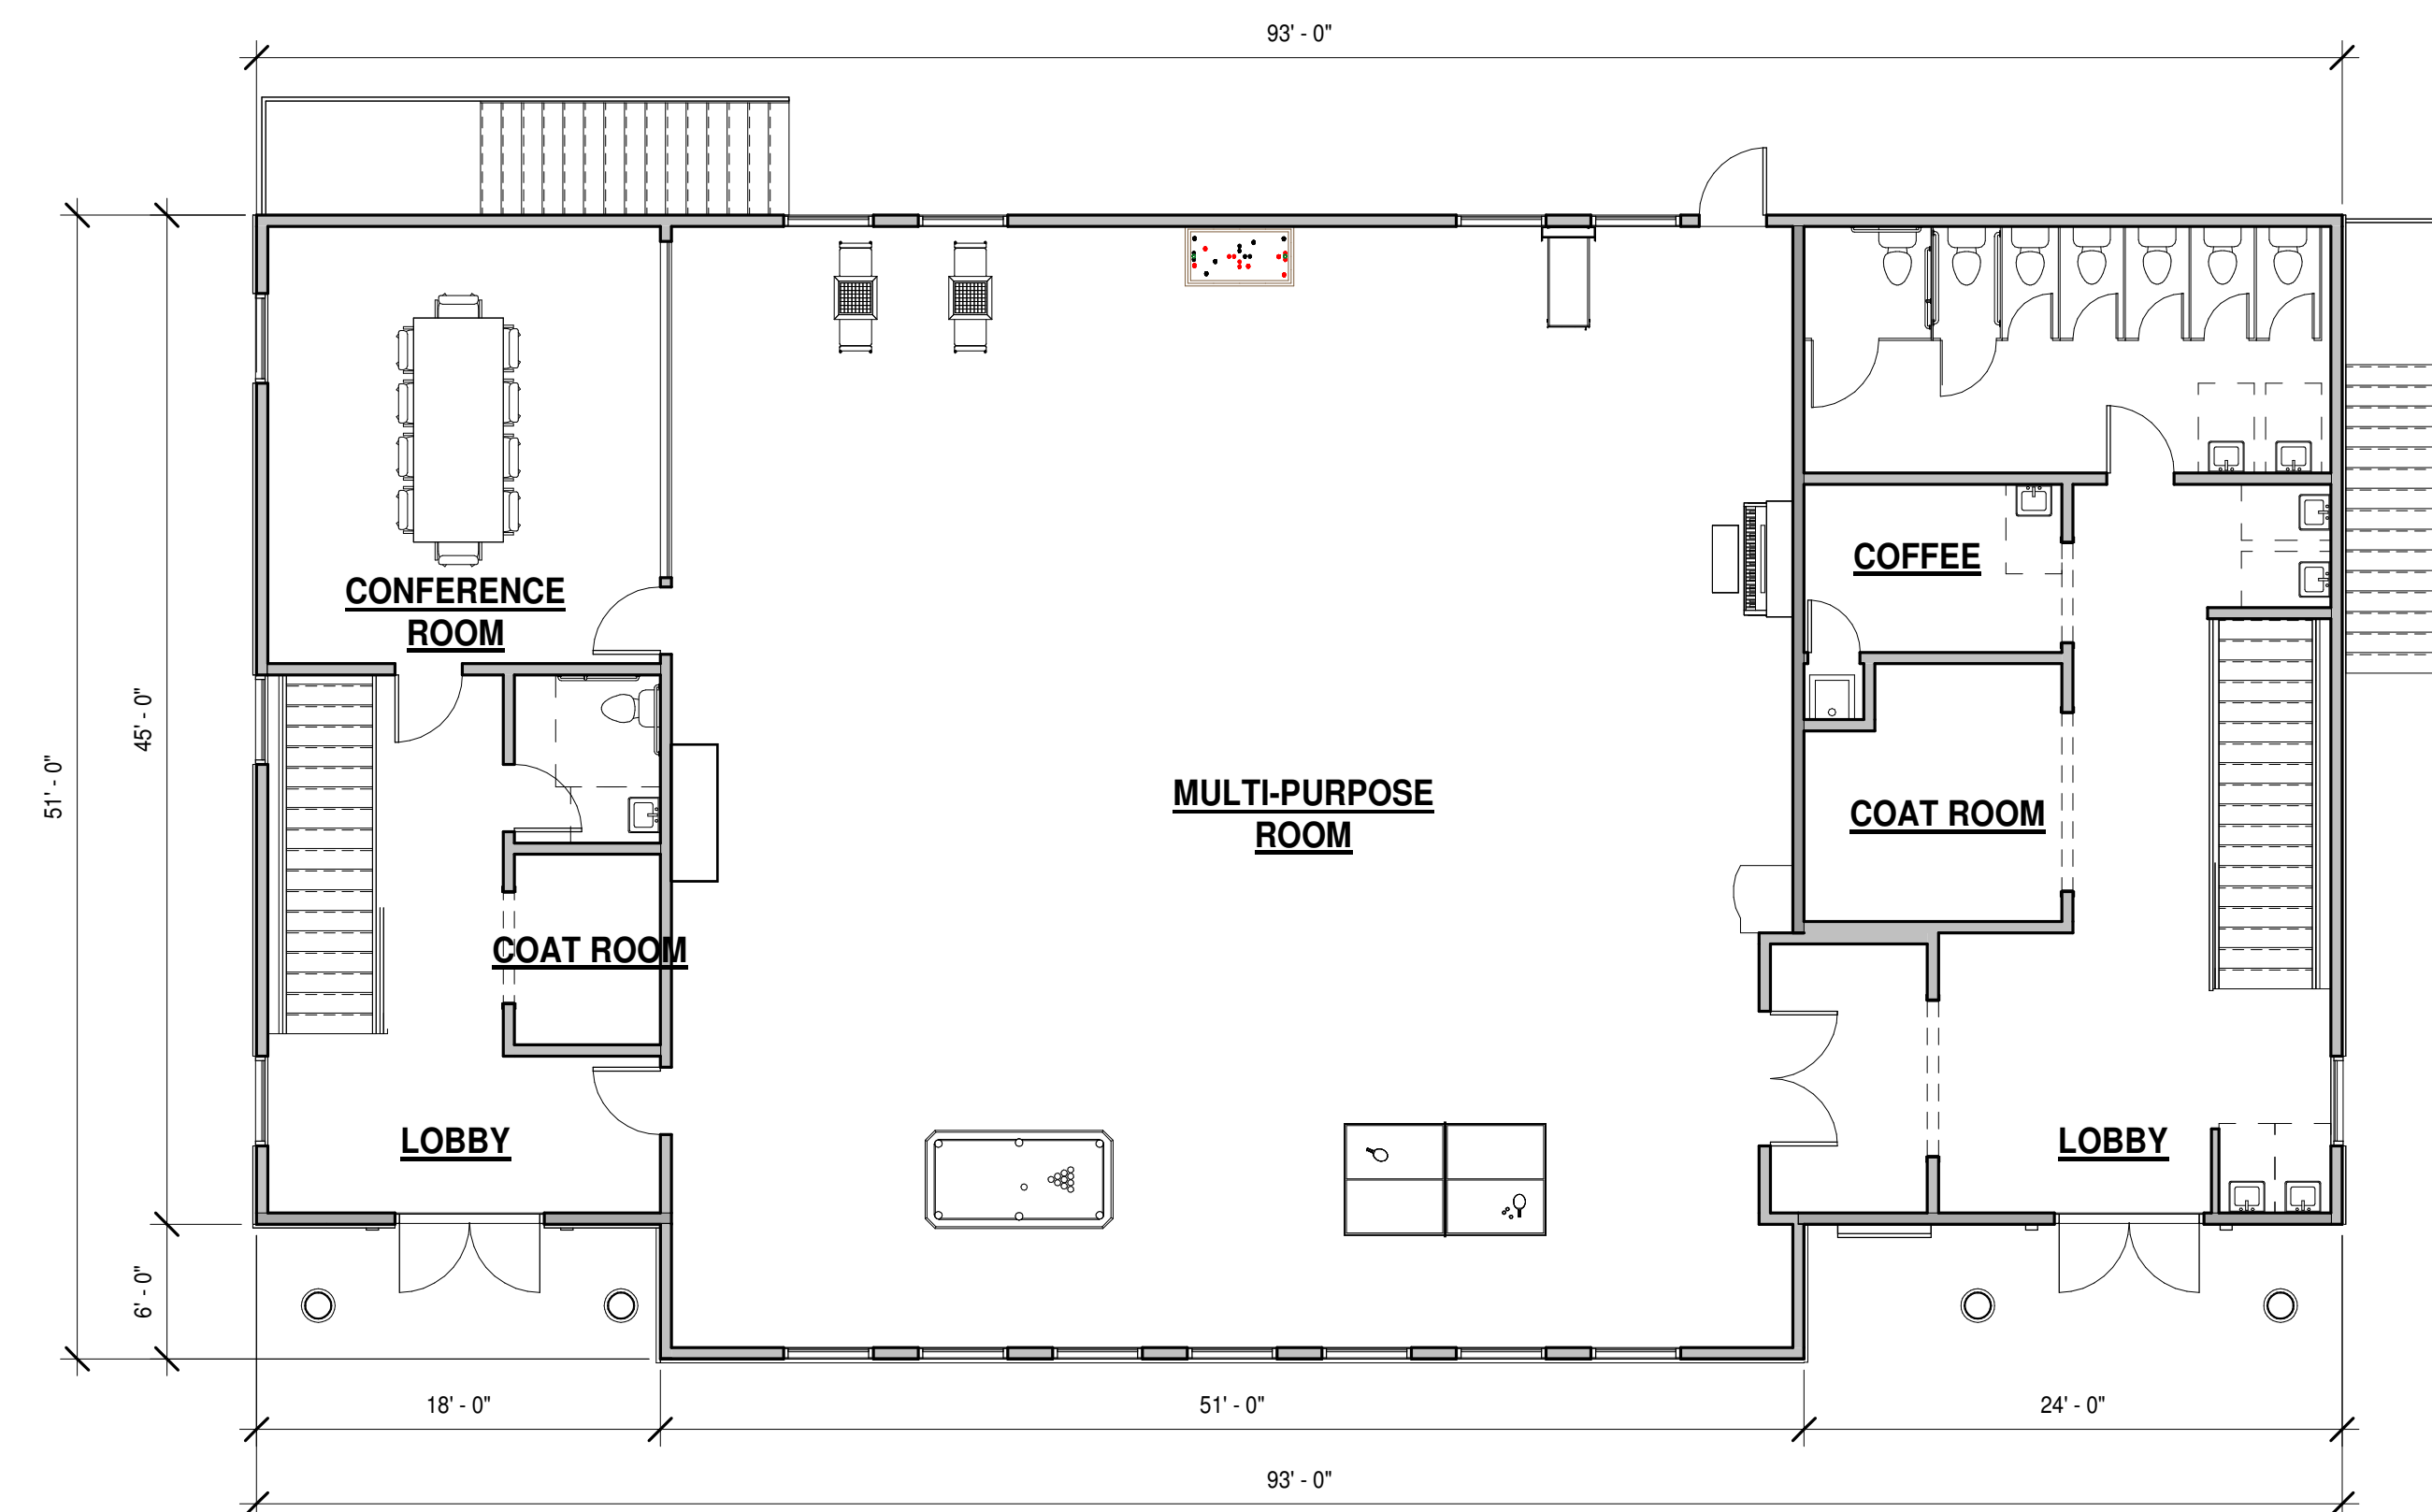 93' - 0"
CONFERENCE
ROOM
COFFEE
45' - 0"
51' - 0"
MULTI-PURPOSE
ROOM
COAT ROOM
COAT ROOM
LOBBY
LOBBY
6' - 0"
18' - 0"
51' - 0"
24' - 0"
93' - 0"